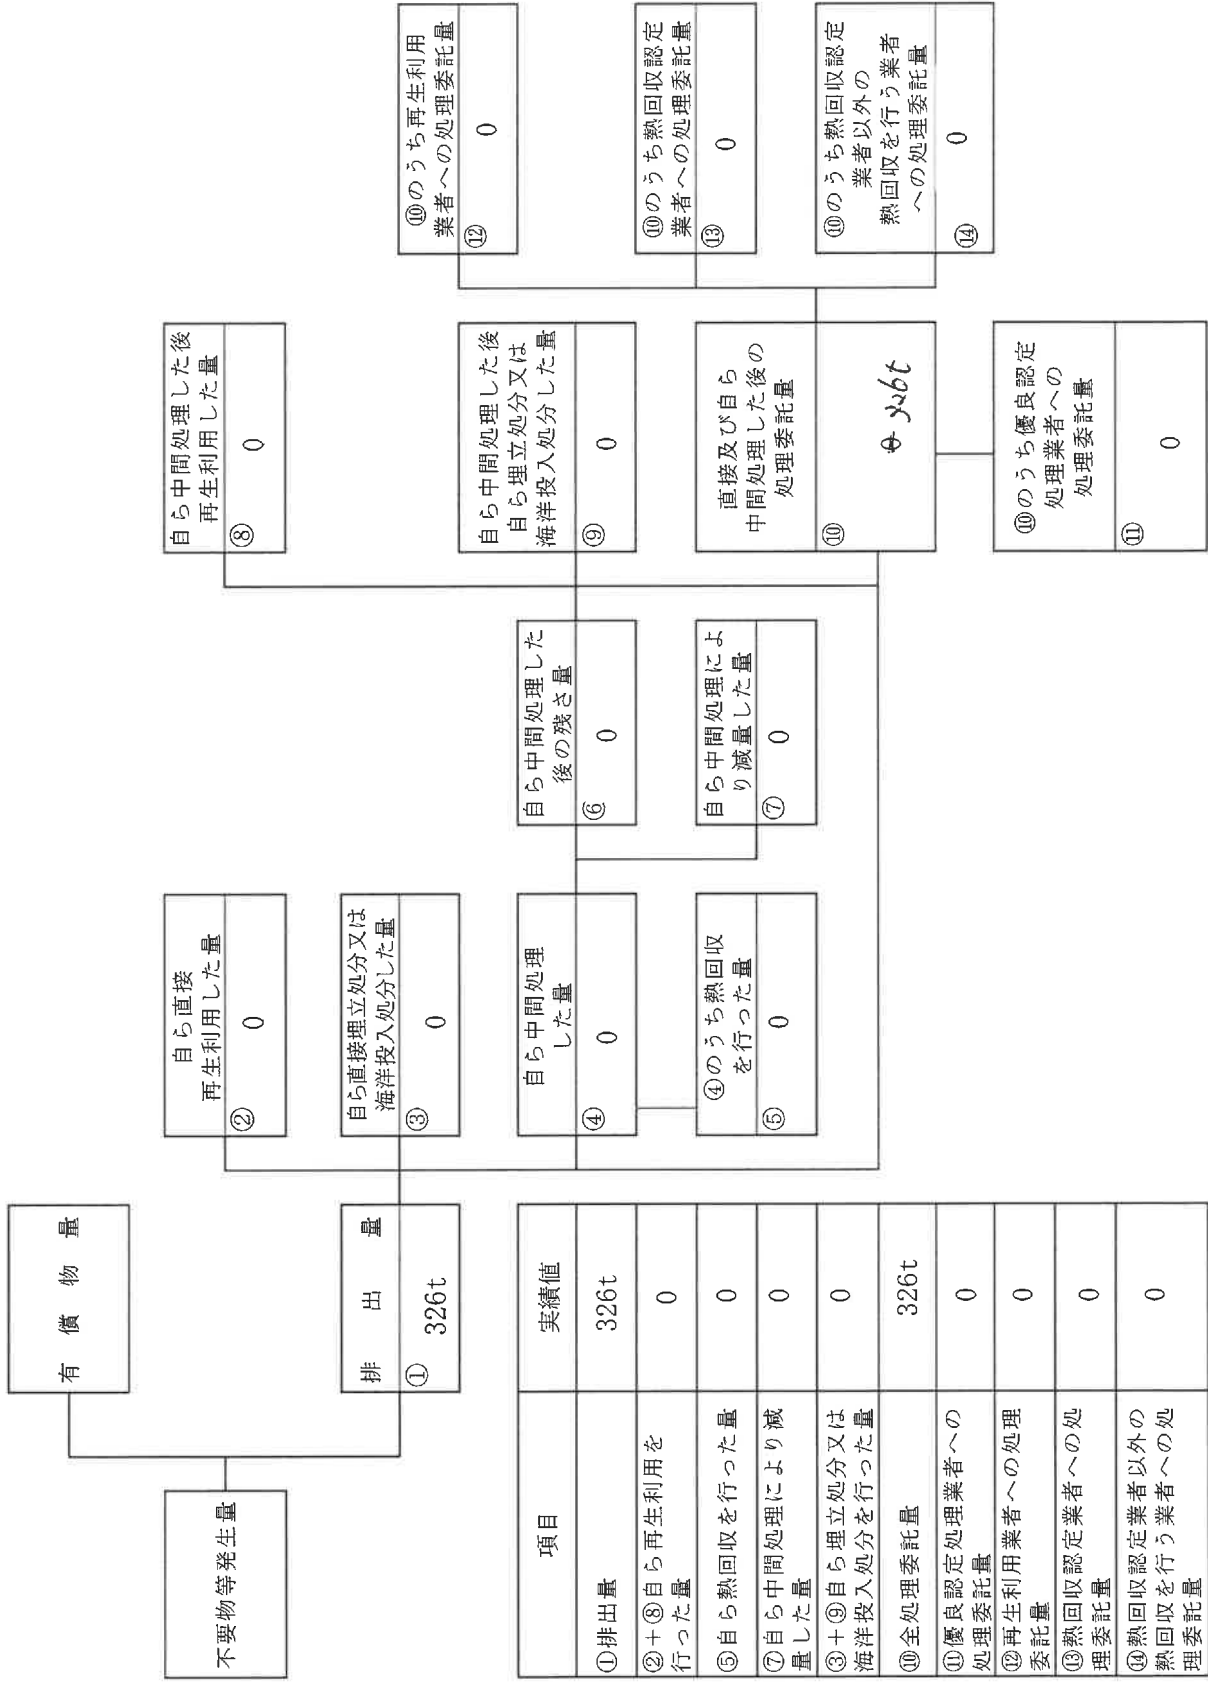 不要物等発生量
有償物量
排出量
① 326t
自ら直接
再生利用した量
② 0
自ら直接埋立処分又は
海洋投入処分した量
③ 0
自ら中間処理
した量
④ 0
④のうち熱回収
を行った量
⑤ 0
自ら中間処理した
後の残さ量
⑥ 0
自ら中間処理によ
り減量した量
⑦ 0
自ら中間処理した後
再生利用した量
⑧ 0
自ら中間処理した後
自ら埋立処分又は
海洋投入処分した量
⑨ 0
直接及び自ら
中間処理した後の
処理委託量
⑩ 0 326t
⑩のうち優良認定
処理業者への
処理委託量
⑪ 0
⑩のうち再生利用
業者への処理委託量
⑫ 0
⑩のうち熱回収認定
業者への処理委託量
⑬ 0
⑩のうち熱回収認定
業者以外の
熱回収を行う業者
への処理委託量
⑭ 0
項目 実績値
①排出量 326t
②+⑧自ら再生利用を
行った量 0
⑤自ら熱回収を行った量 0
⑦自ら中間処理により減
量した量 0
③+⑨自ら埋立処分又は
海洋投入処分を行った量 0
⑩全処理委託量 326t
⑪優良認定処理業者への
処理委託量 0
⑫再生利用業者への処理
委託量 0
⑬熱回収認定業者への処
理委託量 0
⑭熱回収認定業者以外の
熱回収を行う業者への処
理委託量 0